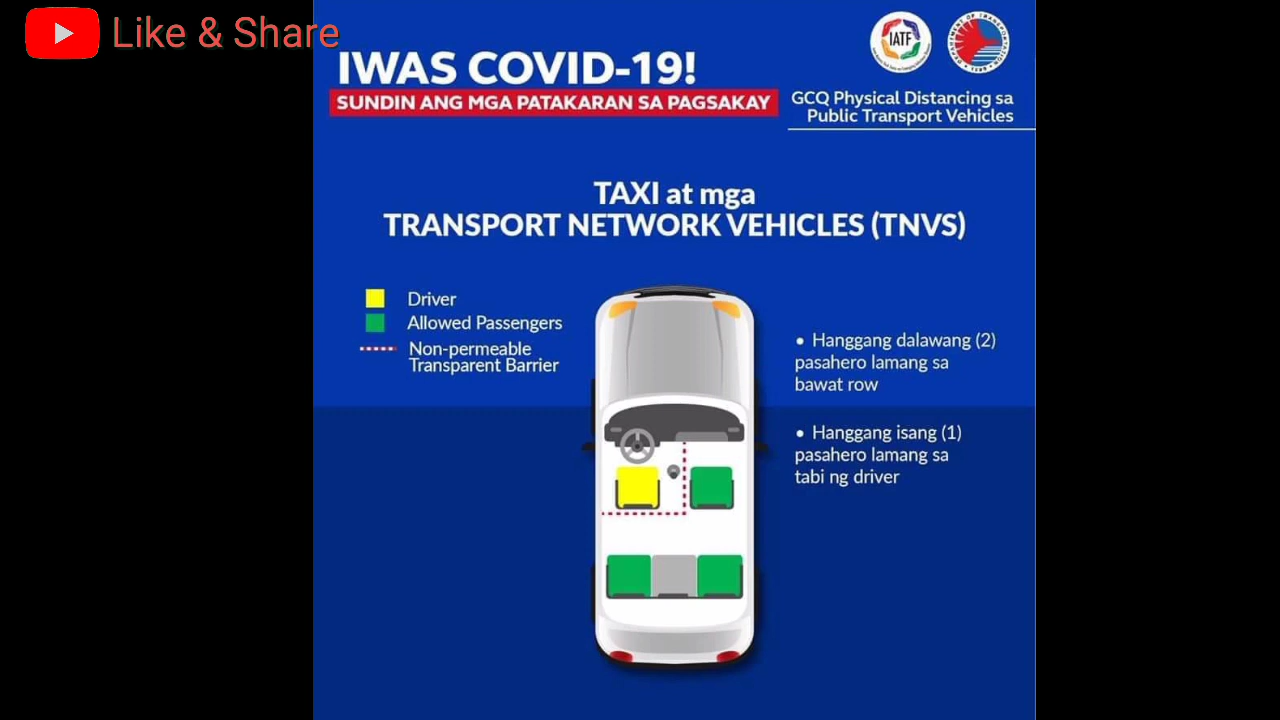 Like & Share
IWAS COVID-19!
SUNDIN ANG MGA PATAKARAN SA PAGSAKAY
IATF
GCQ Physical Distancing sa
Public Transport Vehicles
TAXI at mga
TRANSPORT NETWORK VEHICLES (TNVS)
Driver
Allowed Passengers
Non-permeable
Transparent Barrier
• Hanggang dalawang (2)
pasahero lamang sa
bawat row
• Hanggang isang (1)
pasahero lamang sa
tabi ng driver